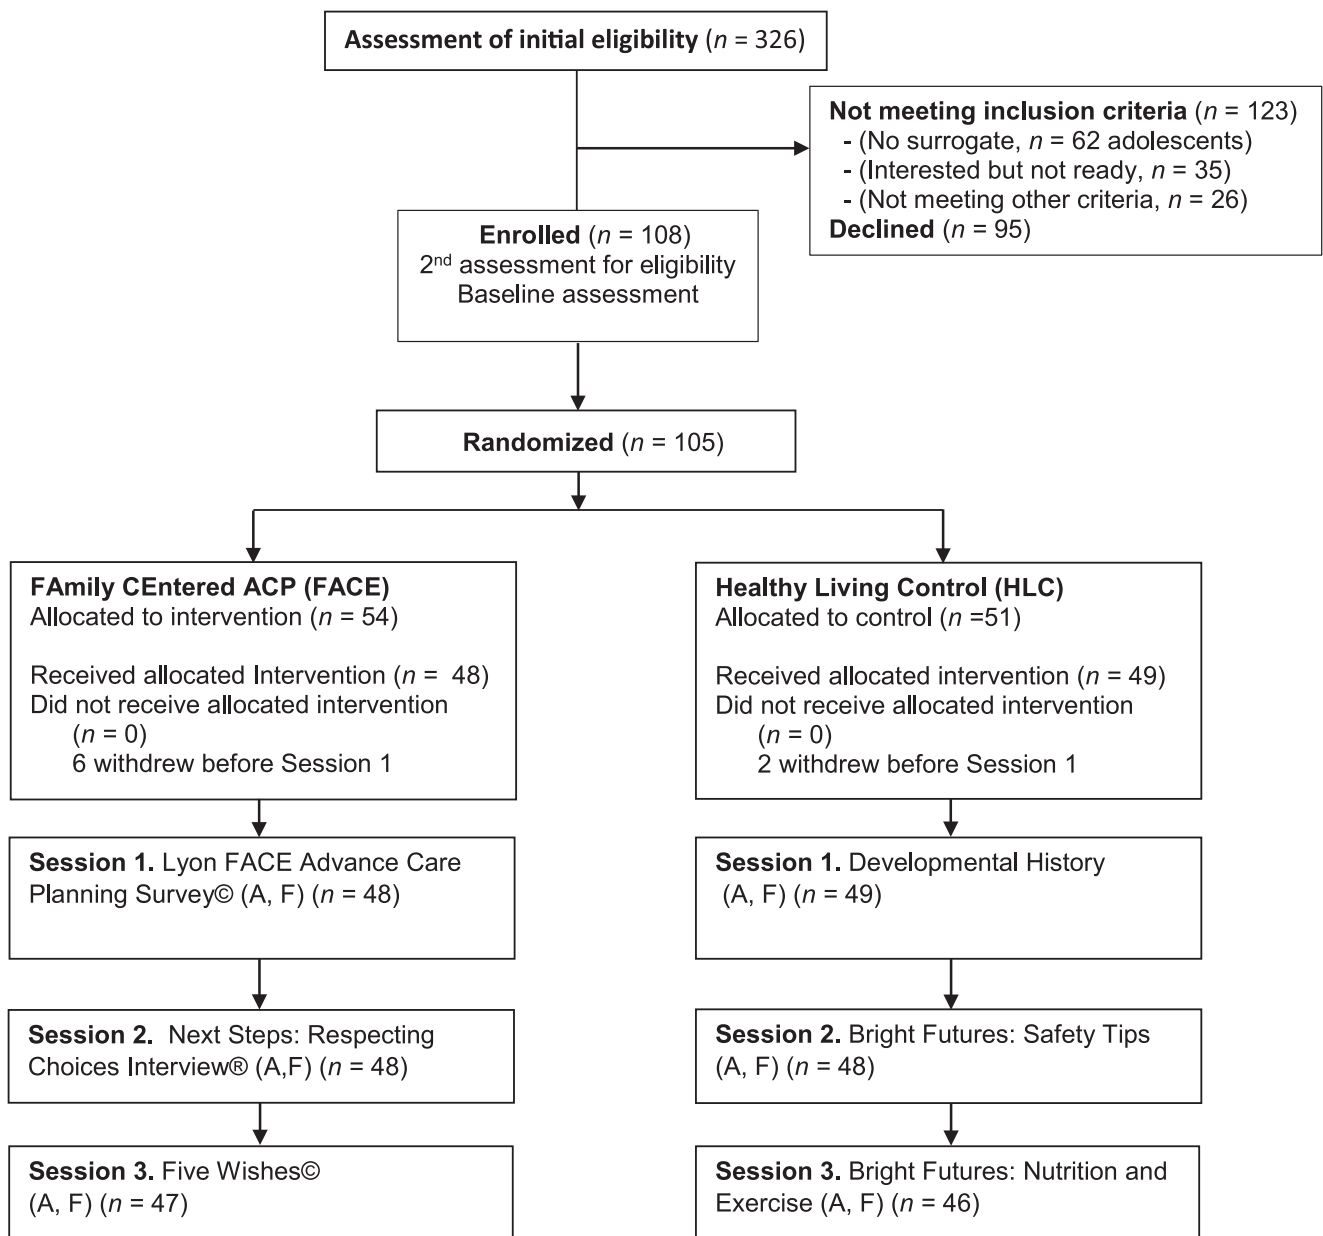 Assessment of initial eligibility (n = 326)
Not meeting inclusion criteria (n = 123)
- (No surrogate, n = 62 adolescents)
- (Interested but not ready, n = 35)
- (Not meeting other criteria, n = 26)
Declined (n = 95)
Enrolled (n = 108)
2nd assessment for eligibility
Baseline assessment
Randomized (n = 105)
FAmily CEntered ACP (FACE)
Allocated to intervention (n = 54)
Received allocated Intervention (n = 48)
Did not receive allocated intervention
(n = 0)
6 withdrew before Session 1
Healthy Living Control (HLC)
Allocated to control (n =51)
Received allocated intervention (n = 49)
Did not receive allocated intervention
(n = 0)
2 withdrew before Session 1
Session 1. Lyon FACE Advance Care
Planning Survey© (A, F) (n = 48)
Session 1. Developmental History
(A, F) (n = 49)
Session 2. Next Steps: Respecting
Choices Interview® (A,F) (n = 48)
Session 2. Bright Futures: Safety Tips
(A, F) (n = 48)
Session 3. Five Wishes©
(A, F) (n = 47)
Session 3. Bright Futures: Nutrition and
Exercise (A, F) (n = 46)